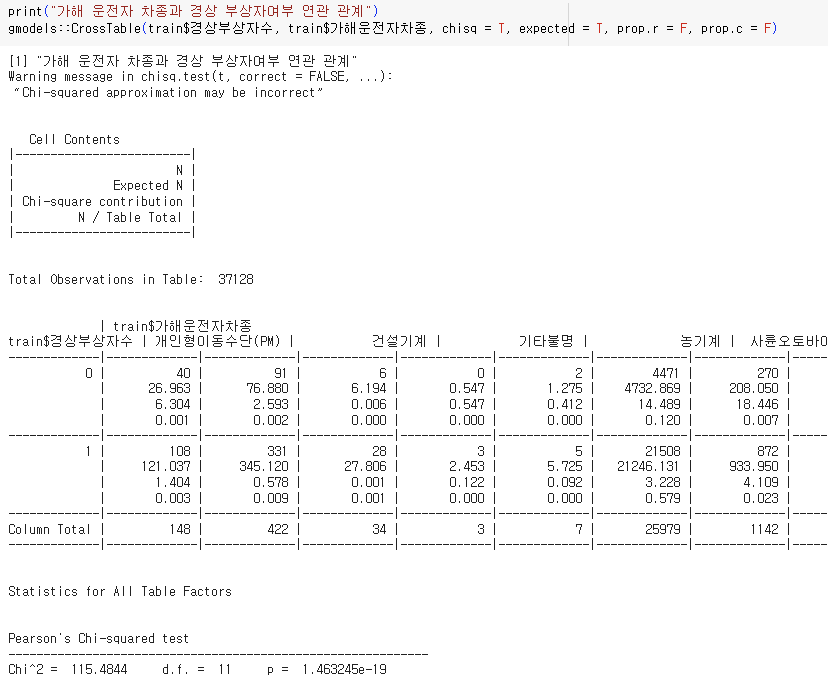 print("가해 운전자 차종과 경상 부상자여부 연관 관계")
gmodels::CrossTable(train$경상부상자수, train$가해운전자차종, chisq = T, expected = T, prop.r = F, prop.c = F)
[1] "가해 운전자 차종과 경상 부상자여부 연관 관계"
Warning message in chisq.test(t, correct = FALSE, ...):
“Chi-squared approximation may be incorrect”
Cell Contents
|-------------------------|
| N |
| Expected N |
| Chi-square contribution |
| N / Table Total |
|-------------------------|
Total Observations in Table: 37128
| train$가해운전자차종
train$경상부상자수 | 개인형이동수단(PM) | 건설기계 | 기타불명 | 농기계 | 사륜오토바이
-------------|------------|------------|------------|------------|------------|------------|------------|-----
0 | 40 | 91 | 6 | 0 | 2 | 4471 | 270 |
| 26.963 | 76.880 | 6.194 | 0.547 | 1.275 | 4732.869 | 208.050 |
| 6.304 | 2.593 | 0.006 | 0.547 | 0.412 | 14.489 | 18.446 |
| 0.001 | 0.002 | 0.000 | 0.000 | 0.000 | 0.120 | 0.007 |
-------------|------------|------------|------------|------------|------------|------------|------------|-----
1 | 108 | 331 | 28 | 3 | 5 | 21508 | 872 |
| 121.037 | 345.120 | 27.806 | 2.453 | 5.725 | 21246.131 | 933.950 |
| 1.404 | 0.578 | 0.001 | 0.122 | 0.092 | 3.228 | 4.109 |
| 0.003 | 0.009 | 0.001 | 0.000 | 0.000 | 0.579 | 0.023 |
-------------|------------|------------|------------|------------|------------|------------|------------|-----
Column Total | 148 | 422 | 34 | 3 | 7 | 25979 | 1142 |
-------------|------------|------------|------------|------------|------------|------------|------------|-----
Statistics for All Table Factors
Pearson's Chi-squared test
------------------------------------------------------------
Chi^2 = 115.4844 d.f. = 11 p = 1.463245e-19